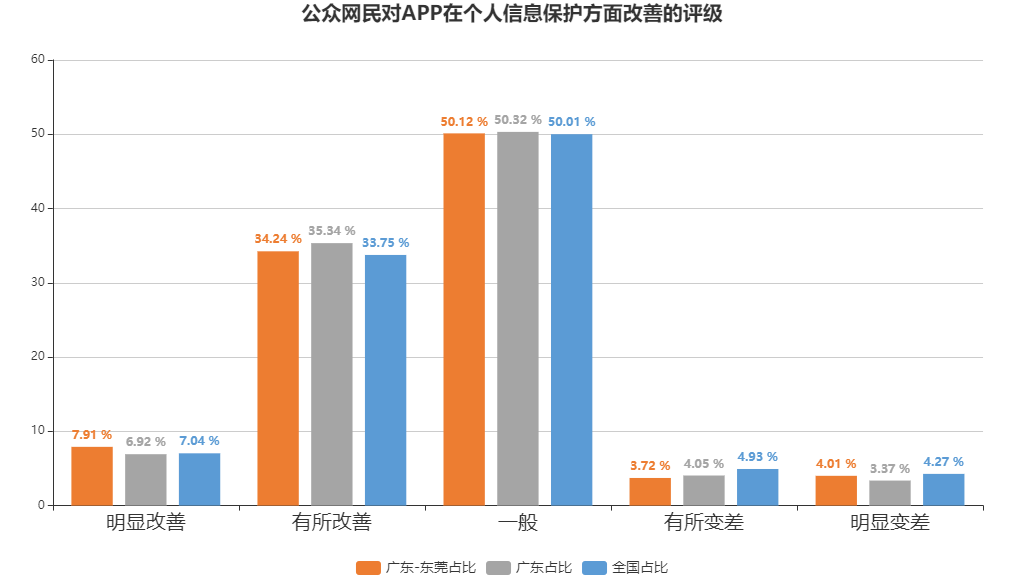 公众网民对APP在个人信息保护方面改善的评级
60
50
40
30
20
10
0
7.91 %
6.92 %
7.04 %
34.24 %
35.34 %
33.75 %
50.12 %
50.32 %
50.01 %
3.72 %
4.05 %
4.93 %
4.01 %
3.37 %
4.27 %
明显改善
有所改善
一般
有所变差
明显变差
广东-东莞占比
广东占比
全国占比